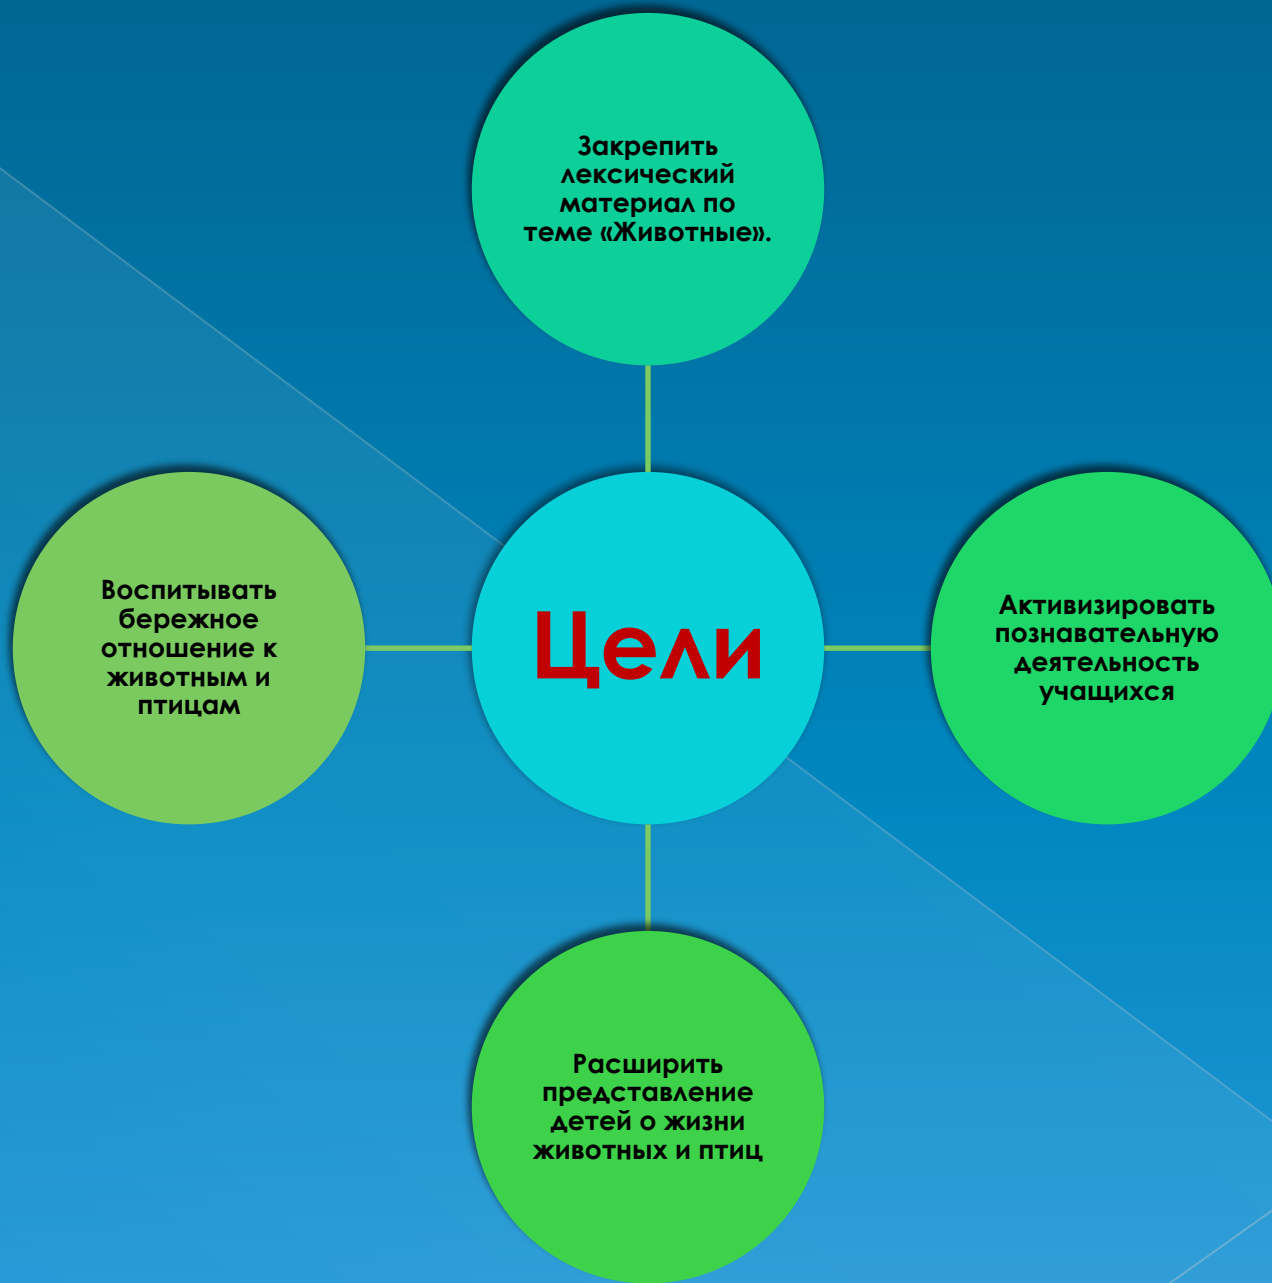 Закрепить
лексический
материал по
теме «Животные».
Воспитывать
бережное
отношение к
животным и
птицам
Цели
Активизировать
познавательную
деятельность
учащихся
Расширить
представление
детей о жизни
животных и птиц